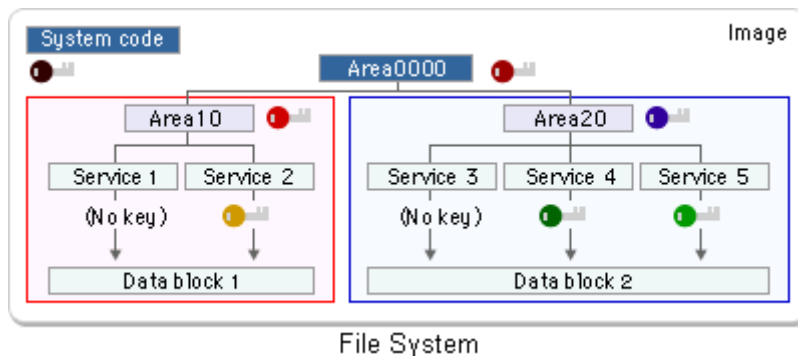 System code
Image
Area0000
Area10
Area20
Service 1
Service 2
Service 3
Service 4
Service 5
(No key)
(No key)
Data block 1
Data block 2
File System